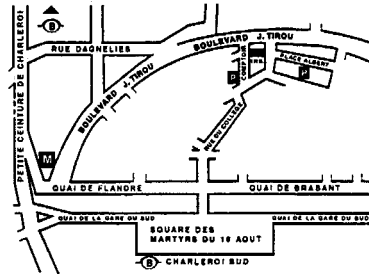 B
RUE DAGNELIES
BOULEVARD J. TIROU
PETITE CEINTURE DE CHARLEROI
BOULEVARD J. TIROU
COMPTOIR
PLACE ALBERT
P
P
RUE DU COLLEGE
M
QUAI DE FLANDRE
QUAI DE BRABANT
QUAI DE LA GARE DU SUD
QUAI DE LA GARE DU SUD
SQUARE DES
MARTYRS DU 18 AOUT
B CHARLEROI SUD